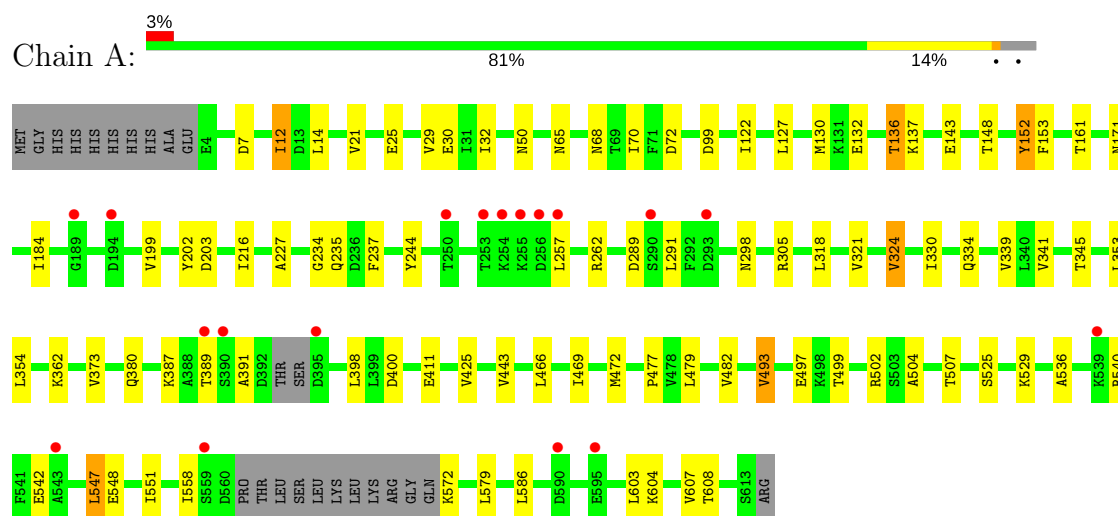 3%
Chain A:
81% 14% • •
MET GLY HIS HIS HIS HIS HIS HIS ALA GLU E4 D7 I12 D13 L14 V21 E25 V29 E30 I31 I32 N50 N65 N68 T69 I70 F71 D72 D99 I122 L127 M130 K131 E132 T136 K137 E143 T148 Y152 F153 T161 N171
I184 G189 D194 V199 Y202 D203 I216 A227 G234 Q235 D236 F237 Y244 T250 T253 K254 K255 D256 L257 R262 D289 S290 L291 F292 D293 N298 R305 L318 V321 V324 I330 Q334 V339 L340 V341 T345 L353
L354 K362 V373 Q380 K387 A388 T389 S390 A391 D392 THR SER D395 L398 L399 D400 E411 V425 V443 L466 I469 M472 P477 V478 L479 V482 V493 E497 K498 T499 R502 S503 A504 T507 S525 K529 A536 K539
F541 E542 A543 L547 E548 I551 I558 S559 D560 PRO THR LEU SER LEU LYS LEU LYS ARG GLY GLN K572 L579 L586 D590 E595 L603 K604 V607 T608 S613 ARG